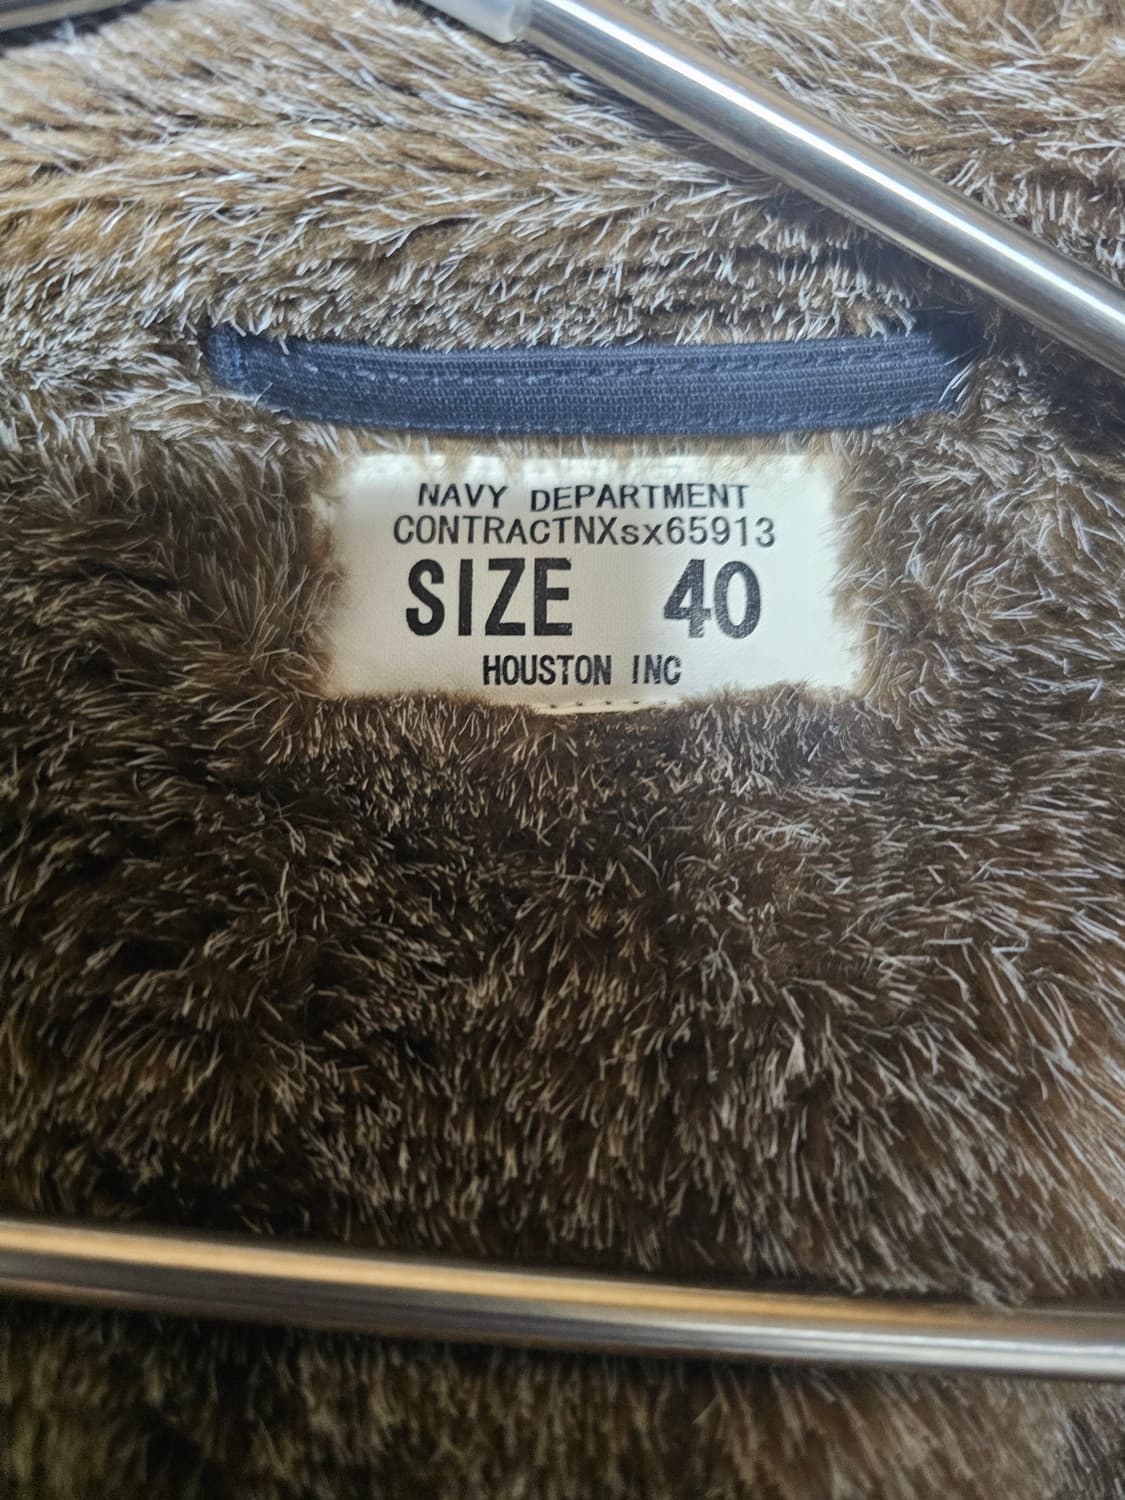 NAVY DEPARTMENT
CONTRACTNXsx65913
SIZE 40
HOUSTON INC